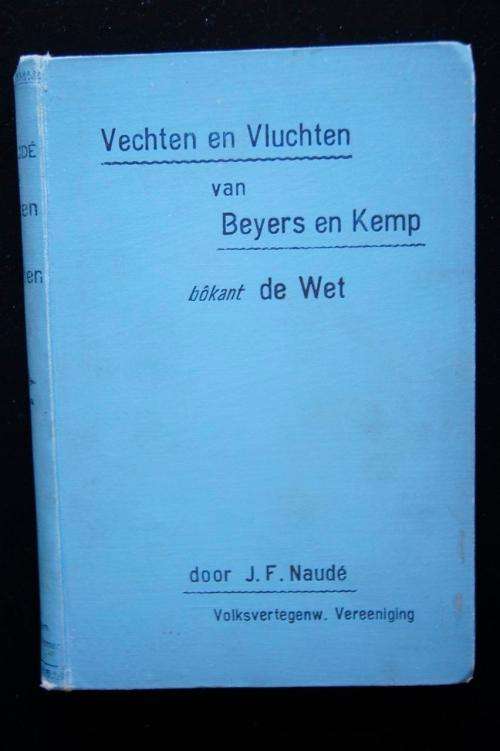 Vechten en Vluchten
van
Beyers en Kemp
bôkant de Wet
door J. F. Naudé
Volksvertegenw. Vereeniging